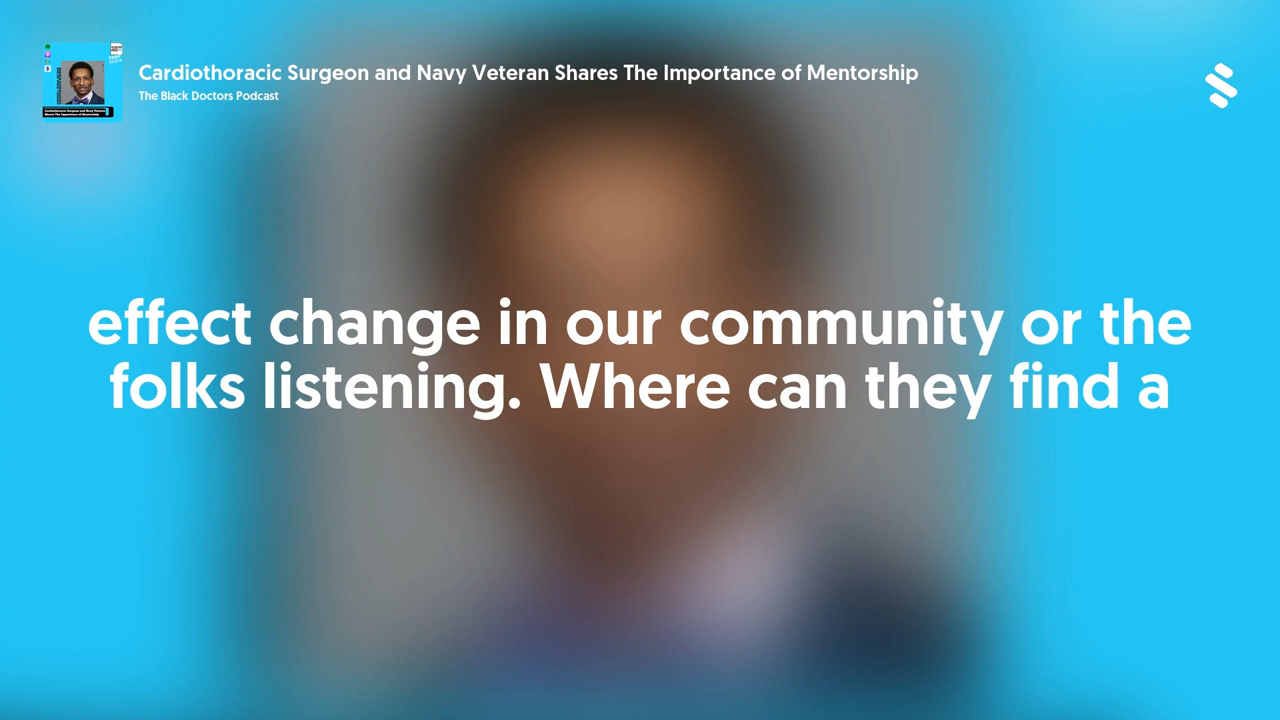 Cardiothoracic Surgeon and Navy Veteran Shares The Importance of Mentorship
The Black Doctors Podcast
effect change in our community or the
folks listening. Where can they find a